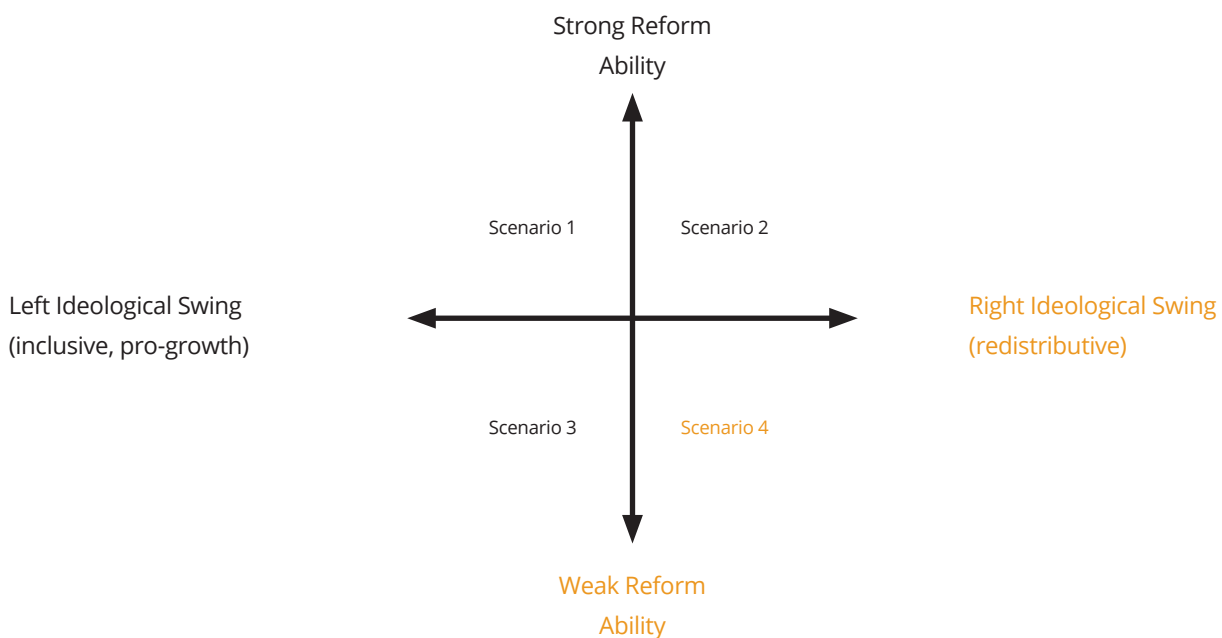 Strong Reform
Ability
Scenario 1
Scenario 2
Left Ideological Swing
(inclusive, pro-growth)
Right Ideological Swing
(redistributive)
Scenario 3
Scenario 4
Weak Reform
Ability